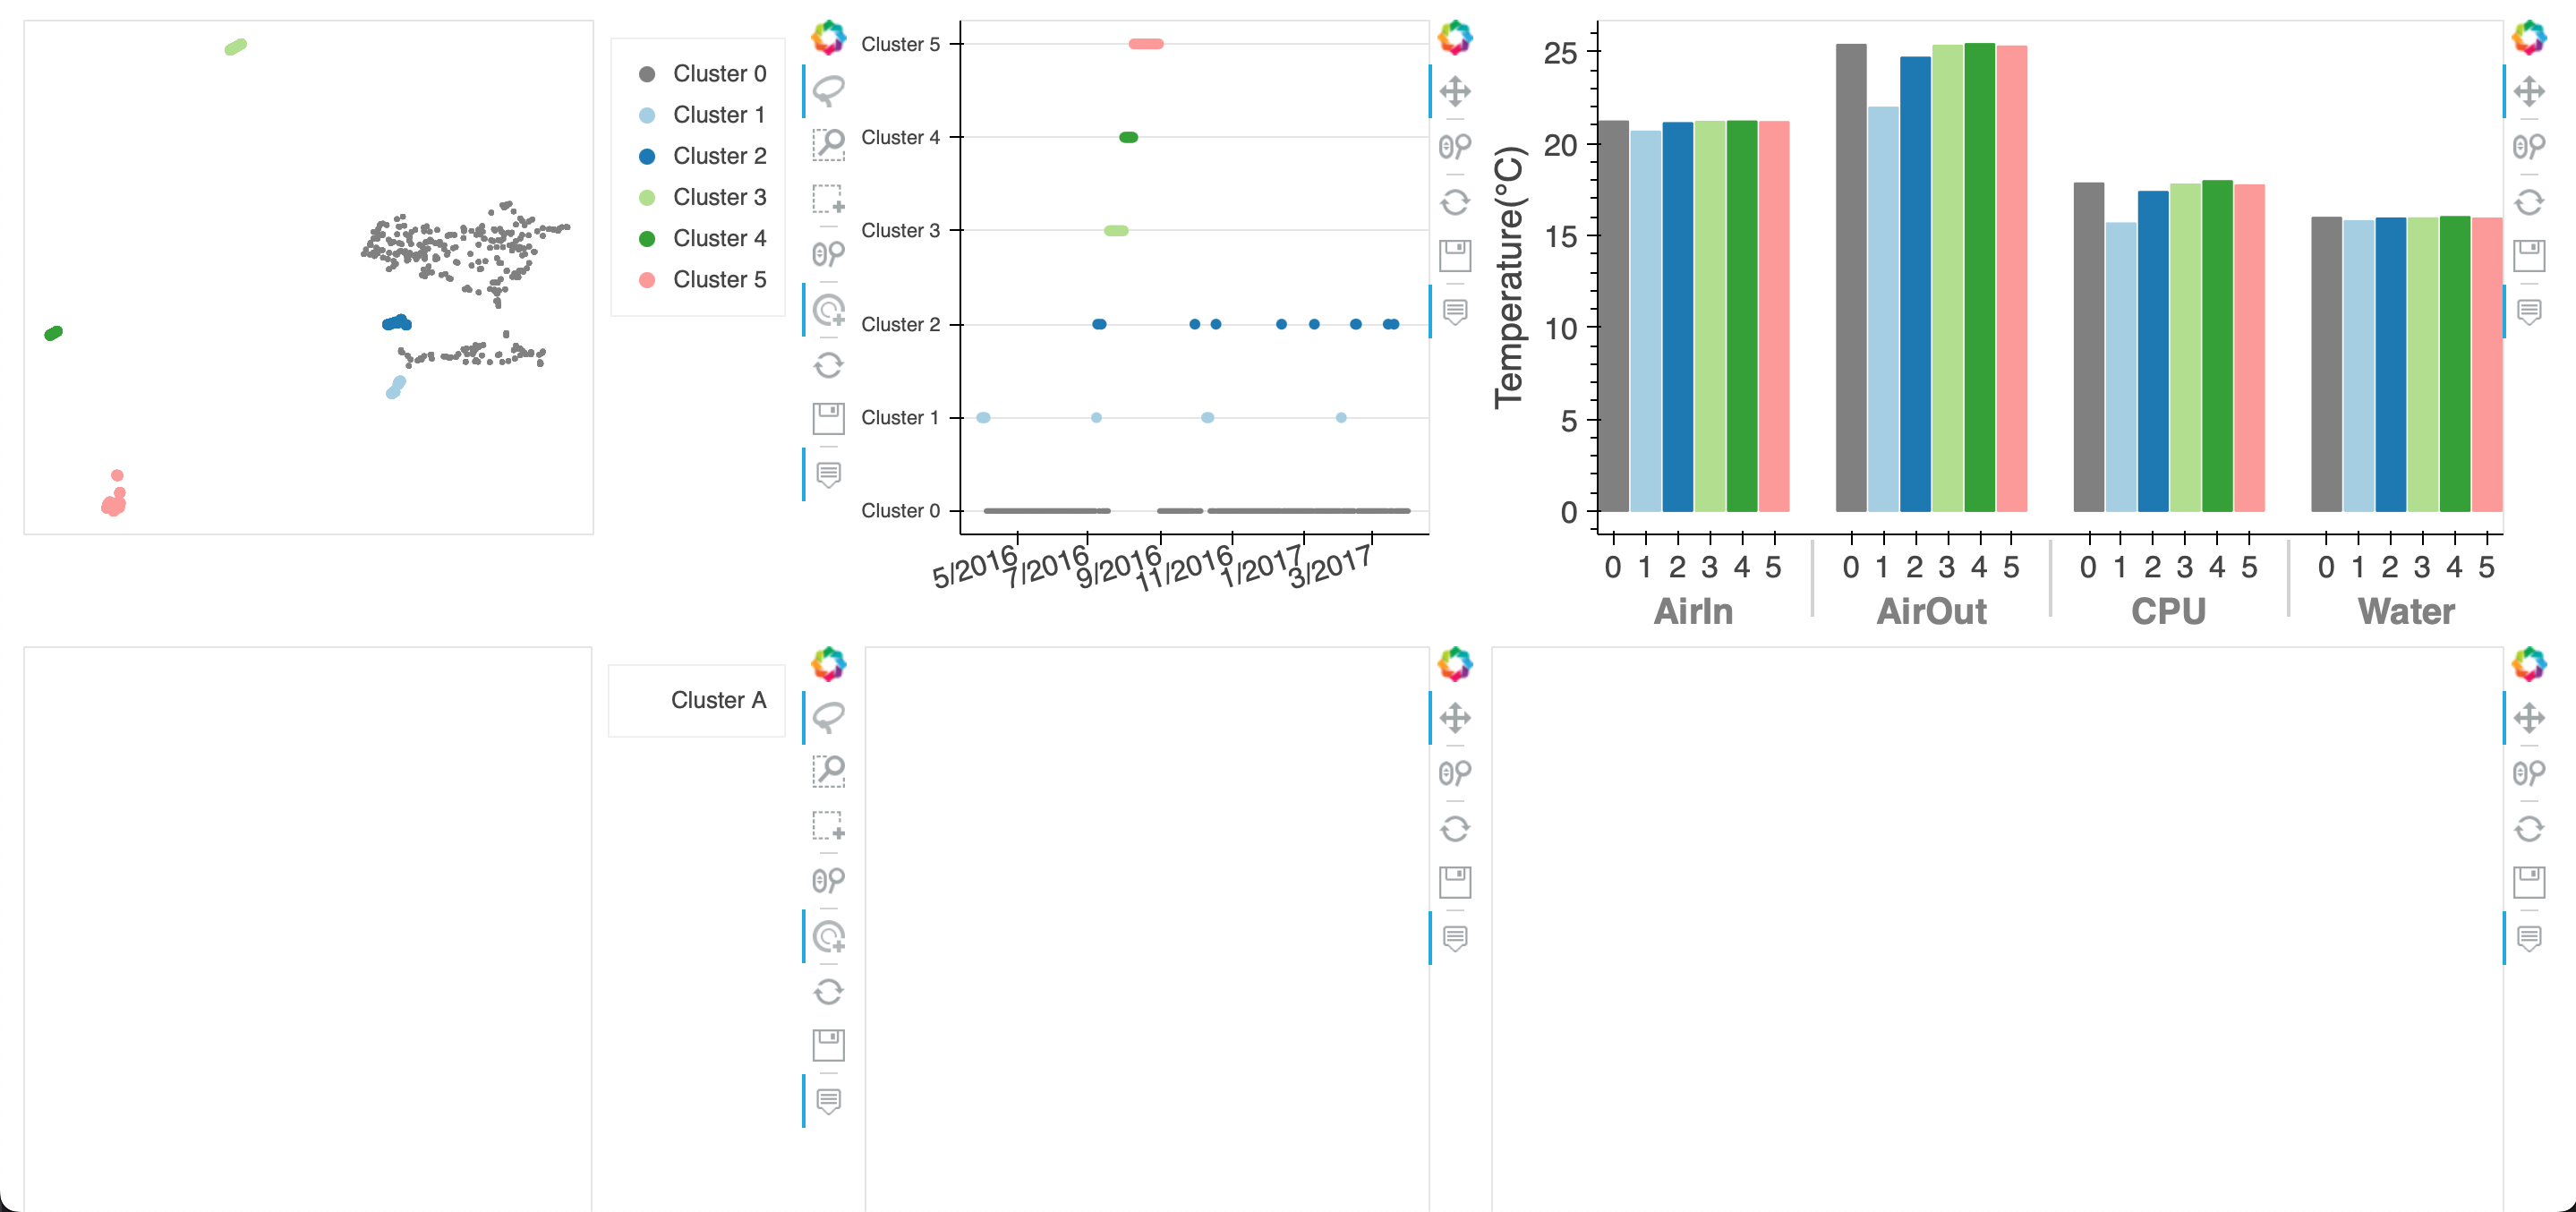 Cluster 0
Cluster 1
Cluster 2
Cluster 3
Cluster 4
Cluster 5
Cluster 5
Cluster 4
Cluster 3
Cluster 2
Cluster 1
Cluster 0
5/2016
7/2016
9/2016
11/2016
1/2017
3/2017
Temperature(°C)
25
20
15
10
5
0
0 1 2 3 4 5 0 1 2 3 4 5 0 1 2 3 4 5 0 1 2 3 4 5
AirIn AirOut CPU Water
Cluster A